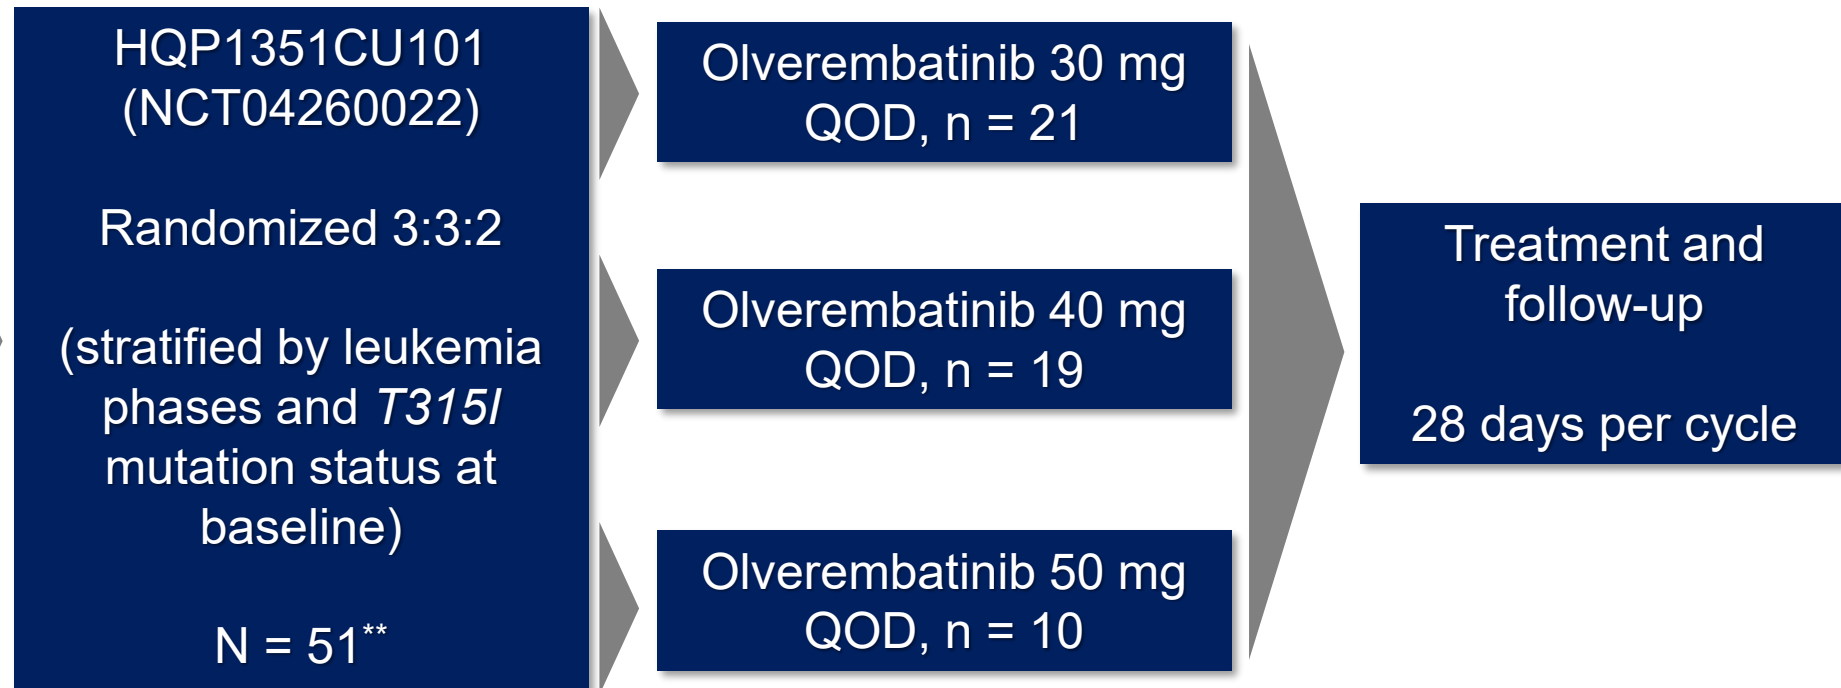 HQP1351CU101
(NCT04260022)
Randomized 3:3:2
(stratified by leukemia
phases and T315I
mutation status at
baseline)
N = 51**
Olverembatinib 30 mg
QOD, n = 21
Olverembatinib 40 mg
QOD, n = 19
Olverembatinib 50 mg
QOD, n = 10
Treatment and
follow-up
28 days per cycle